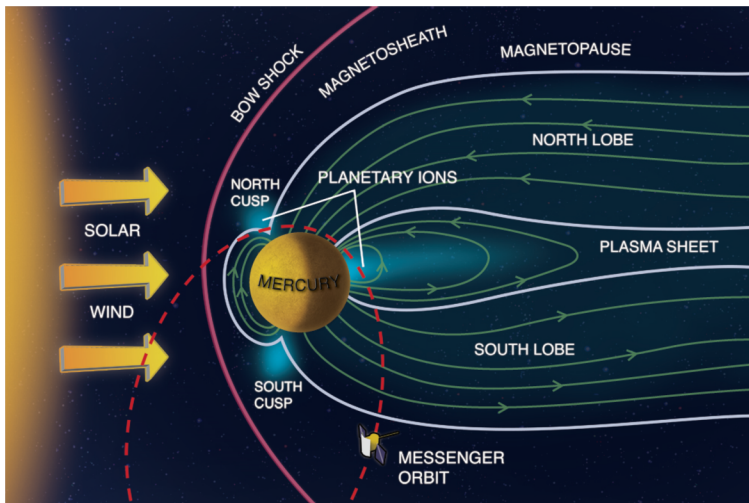 BOW SHOCK
MAGNETOSHEATH
MAGNETOPAUSE
NORTH LOBE
NORTH
CUSP
PLANETARY IONS
SOLAR
WIND
PLASMA SHEET
MERCURY
SOUTH LOBE
SOUTH
CUSP
MESSENGER
ORBIT